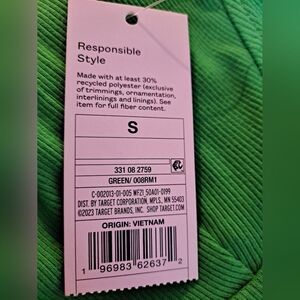 Responsible
Style
Made with at least 30%
recycled polyester (exclusive
of trimmings, ornamentation,
interlinings and linings). See
item for full fiber content.
S
331 08 2759
GREEN/ 008RM1
C-002013-01-005 WFZ1_50A01-0199
DIST. BY TARGET CORPORATION, MPLS, MN 55403
©2023 TARGET BRANDS, INC. SHOP TARGET.COM
ORIGIN: VIETNAM
1 96983 62637 2